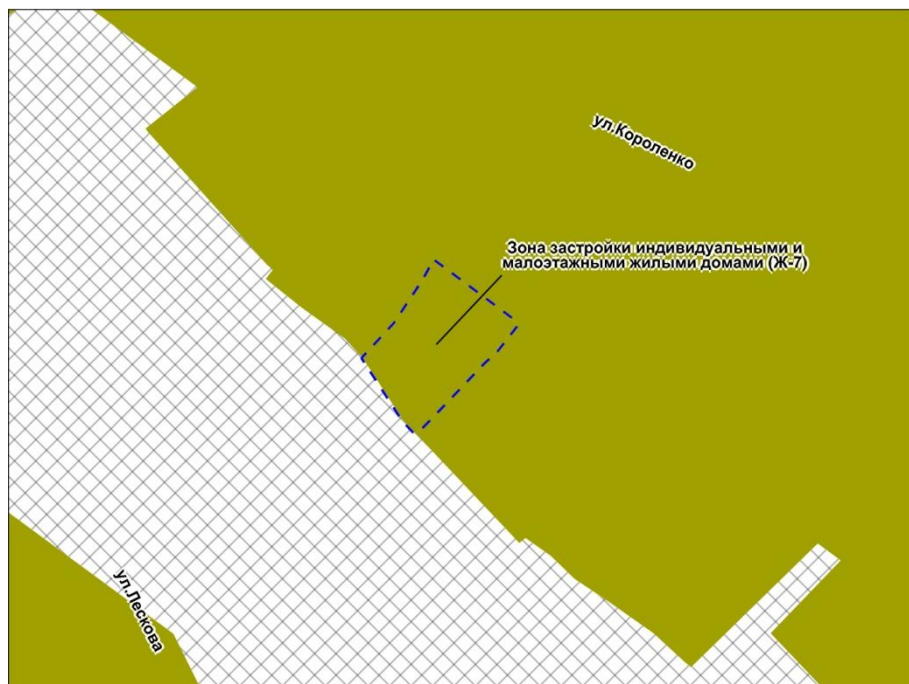 ул.Короленко
Зона застройки индивидуальными и
малоэтажными жилыми домами (Ж-7)
ул.Лескова